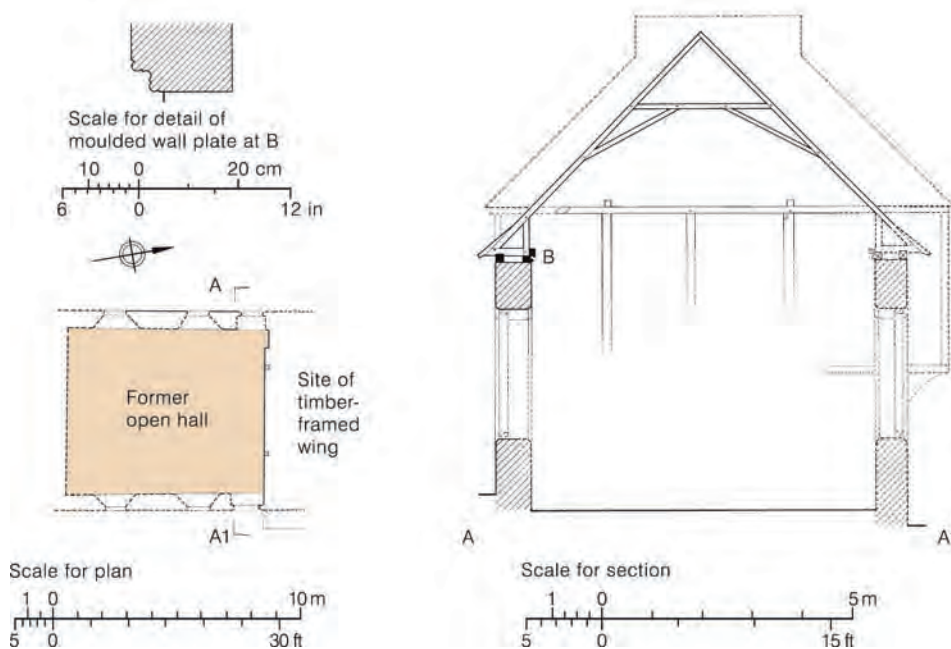 Scale for detail of
moulded wall plate at B
10 0 20 cm
6 0 12 in
A
Former
open hall
Site of
timber-
framed
wing
A1
Scale for plan
1 0 10 m
5 0 30 ft
B
A A
Scale for section
1 0 5 m
5 0 15 ft